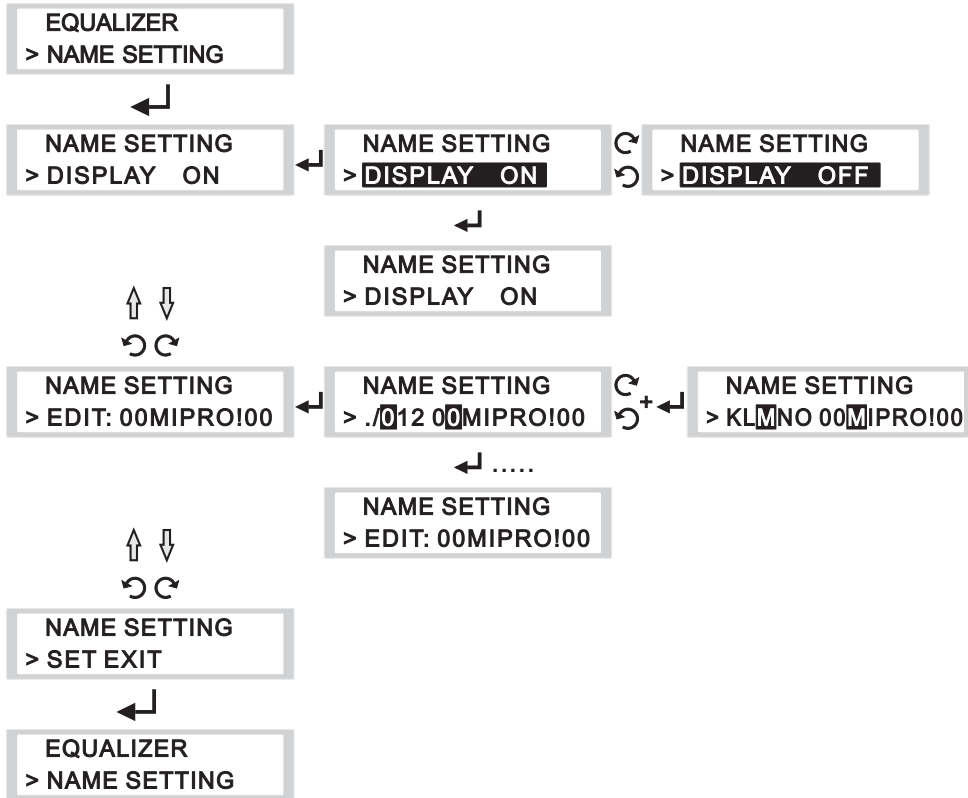 EQUALIZER
> NAME SETTING
NAME SETTING
> DISPLAY ON
NAME SETTING
> DISPLAY ON
NAME SETTING
> DISPLAY OFF
NAME SETTING
> DISPLAY ON
NAME SETTING
> EDIT: 00MIPRO!00
NAME SETTING
> ./012 00MIPRO!00
+
NAME SETTING
> KLMNO 00MIPRO!00
.....
NAME SETTING
> EDIT: 00MIPRO!00
NAME SETTING
> SET EXIT
EQUALIZER
> NAME SETTING